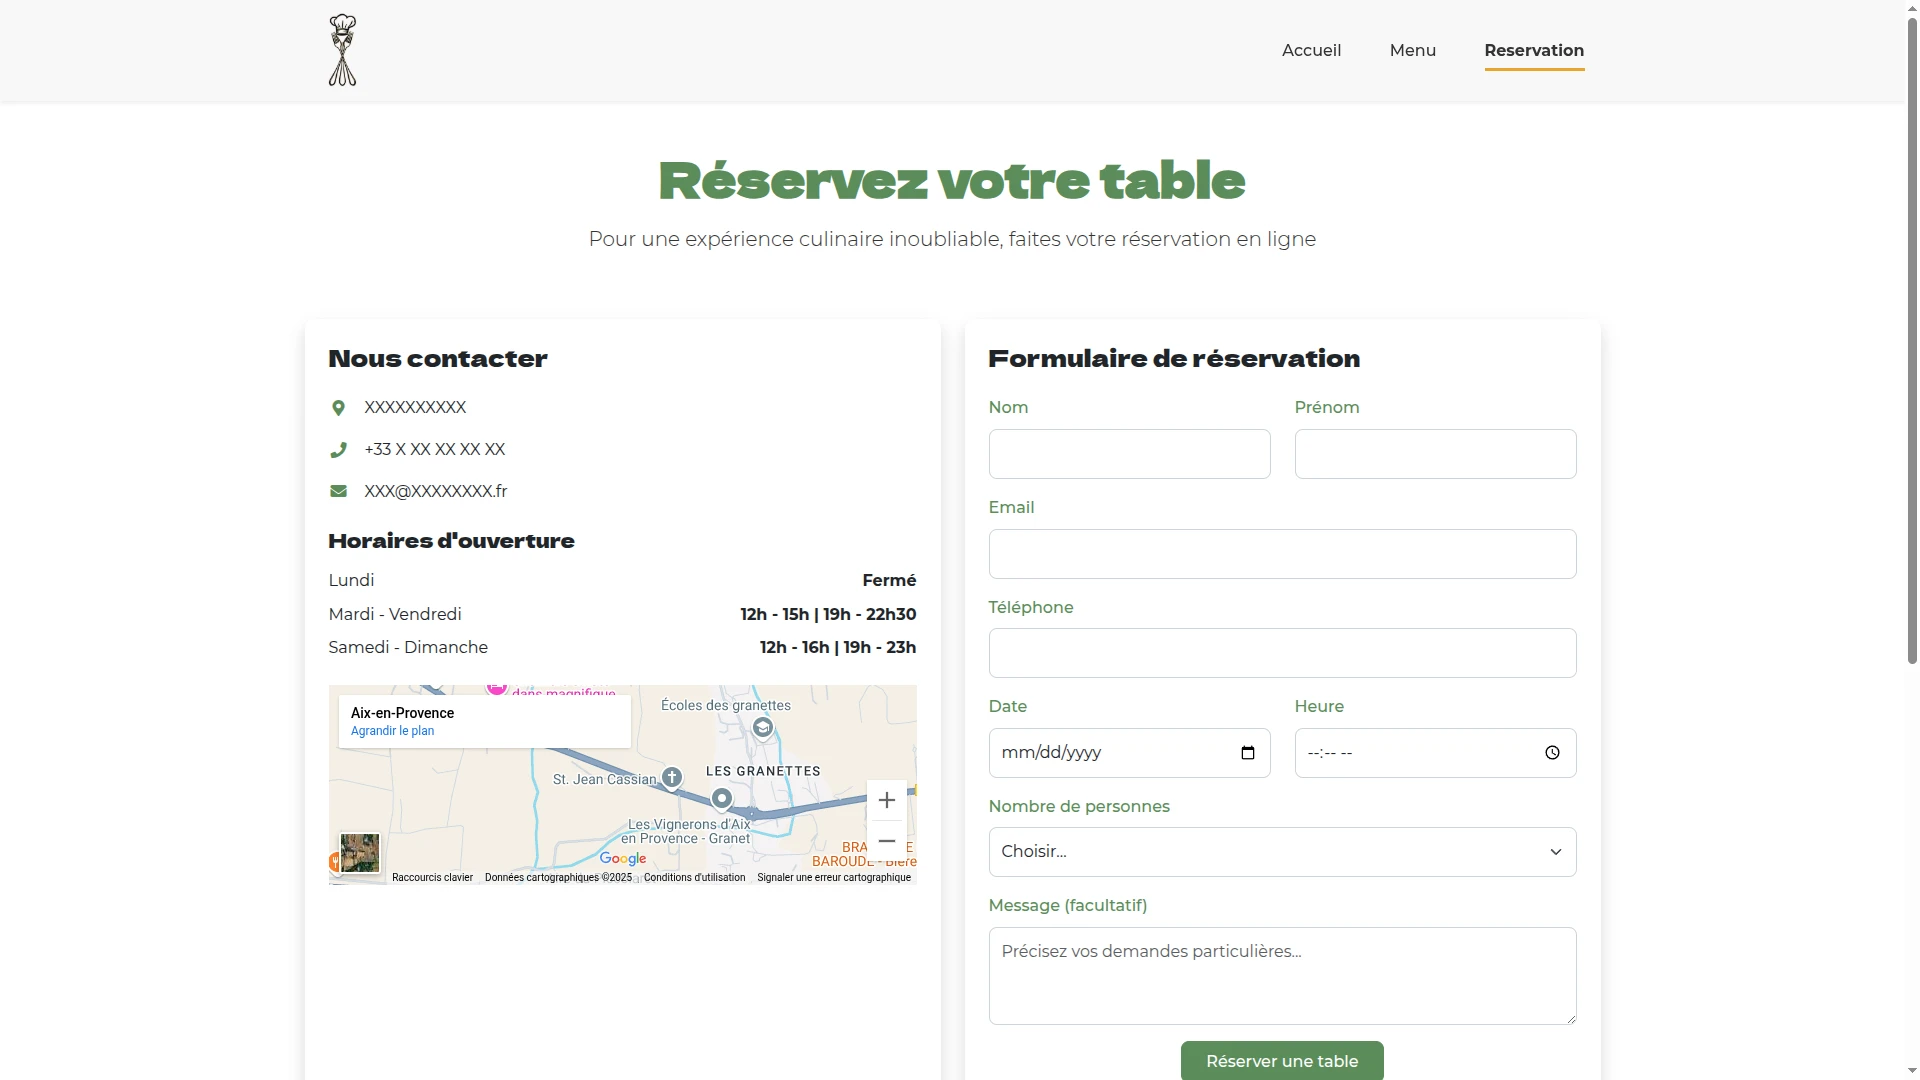 Accueil
Menu
Reservation
Réservez votre table
Pour une expérience culinaire inoubliable, faites votre réservation en ligne
Nous contacter
XXXXXXXXXX
+33 X XX XX XX XX
XXX@XXXXXXXX.fr
Horaires d'ouverture
Lundi Fermé
Mardi - Vendredi 12h - 15h | 19h - 22h30
Samedi - Dimanche 12h - 16h | 19h - 23h
dans magnifique
Aix-en-Provence
Agrandir le plan
Écoles des granettes
LES GRANETTES
St. Jean Cassian
Les Vignerons d'Aix
en Provence - Granet
BAROUDE - Bière
Google
Raccourcis clavier
Données cartographiques ©2025
Conditions d'utilisation
Signaler une erreur cartographique
Formulaire de réservation
Nom
Prénom
Email
Téléphone
Date
Heure
mm/dd/yyyy
--:-- --
Nombre de personnes
Choisir...
Message (facultatif)
Précisez vos demandes particulières...
Réserver une table